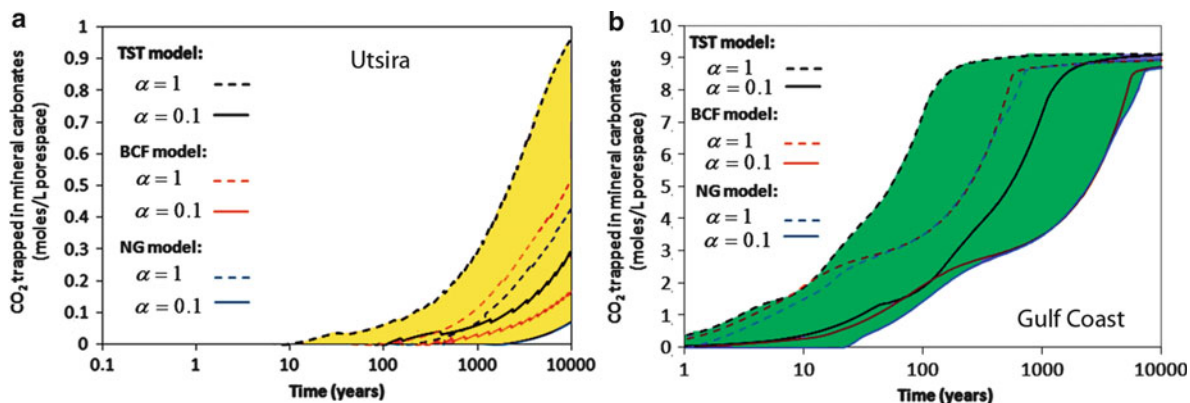 a
CO2 trapped in mineral carbonates
(moles/L porespace)
1
0.9
0.8
0.7
0.6
0.5
0.4
0.3
0.2
0.1
0
TST model:
α = 1
α = 0.1
BCF model:
α = 1
α = 0.1
NG model:
α = 1
α = 0.1
Utsira
0.1 1 10 100 1000 10000
Time (years)
b
CO2 trapped in mineral carbonates
(moles/L porespace)
10
9
8
7
6
5
4
3
2
1
0
TST model:
α = 1
α = 0.1
BCF model:
α = 1
α = 0.1
NG model:
α = 1
α = 0.1
Gulf Coast
1 10 100 1000 10000
Time (years)